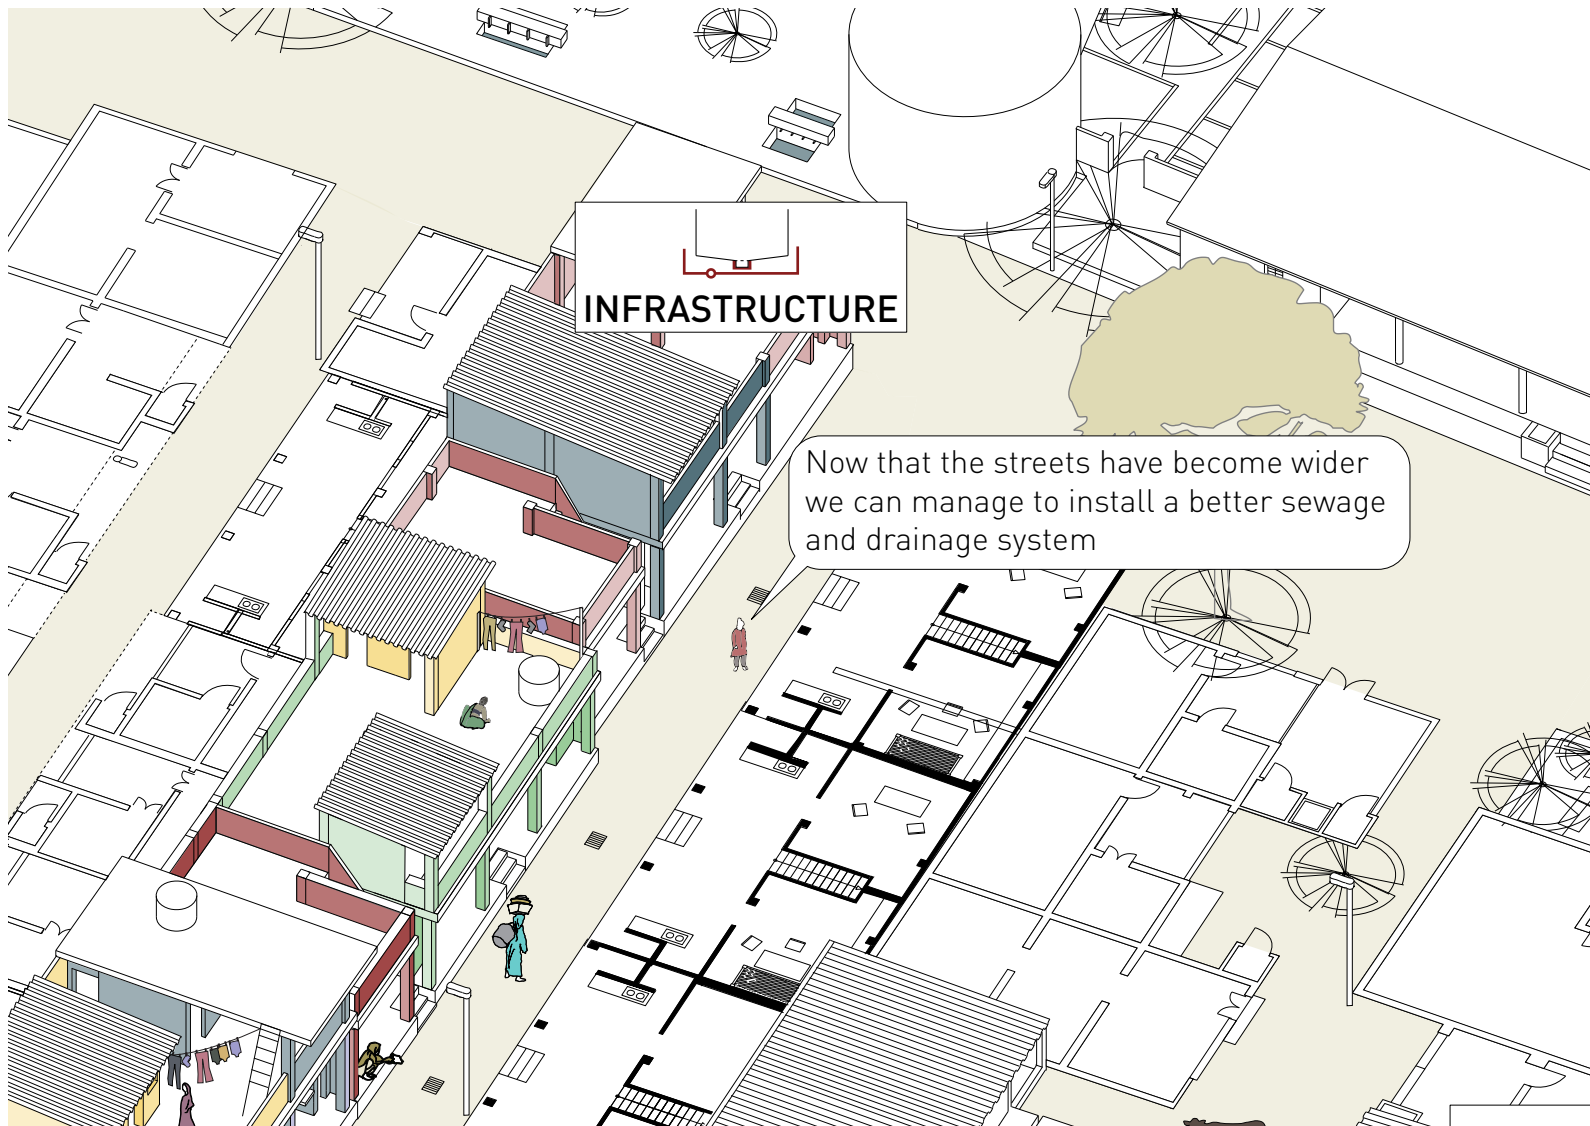 INFRASTRUCTURE
Now that the streets have become wider
we can manage to install a better sewage
and drainage system